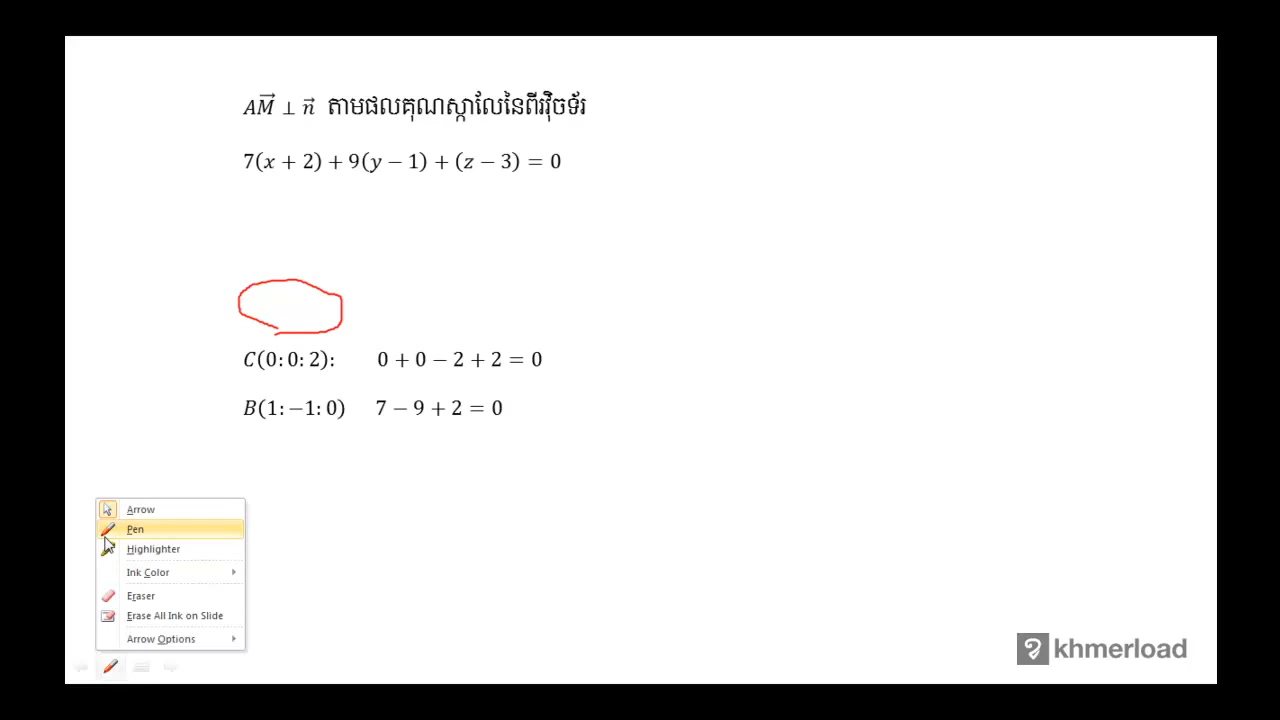 AM⃗ ⊥ n⃗ តាមផលគុណស្កាលែនៃពីរវ៉ិចទ័រ
7(x + 2) + 9(y − 1) + (z − 3) = 0
C(0: 0: 2): 0 + 0 − 2 + 2 = 0
B(1: −1: 0) 7 − 9 + 2 = 0
Arrow
Pen
Highlighter
Ink Color
Eraser
Erase All Ink on Slide
Arrow Options
khmerload